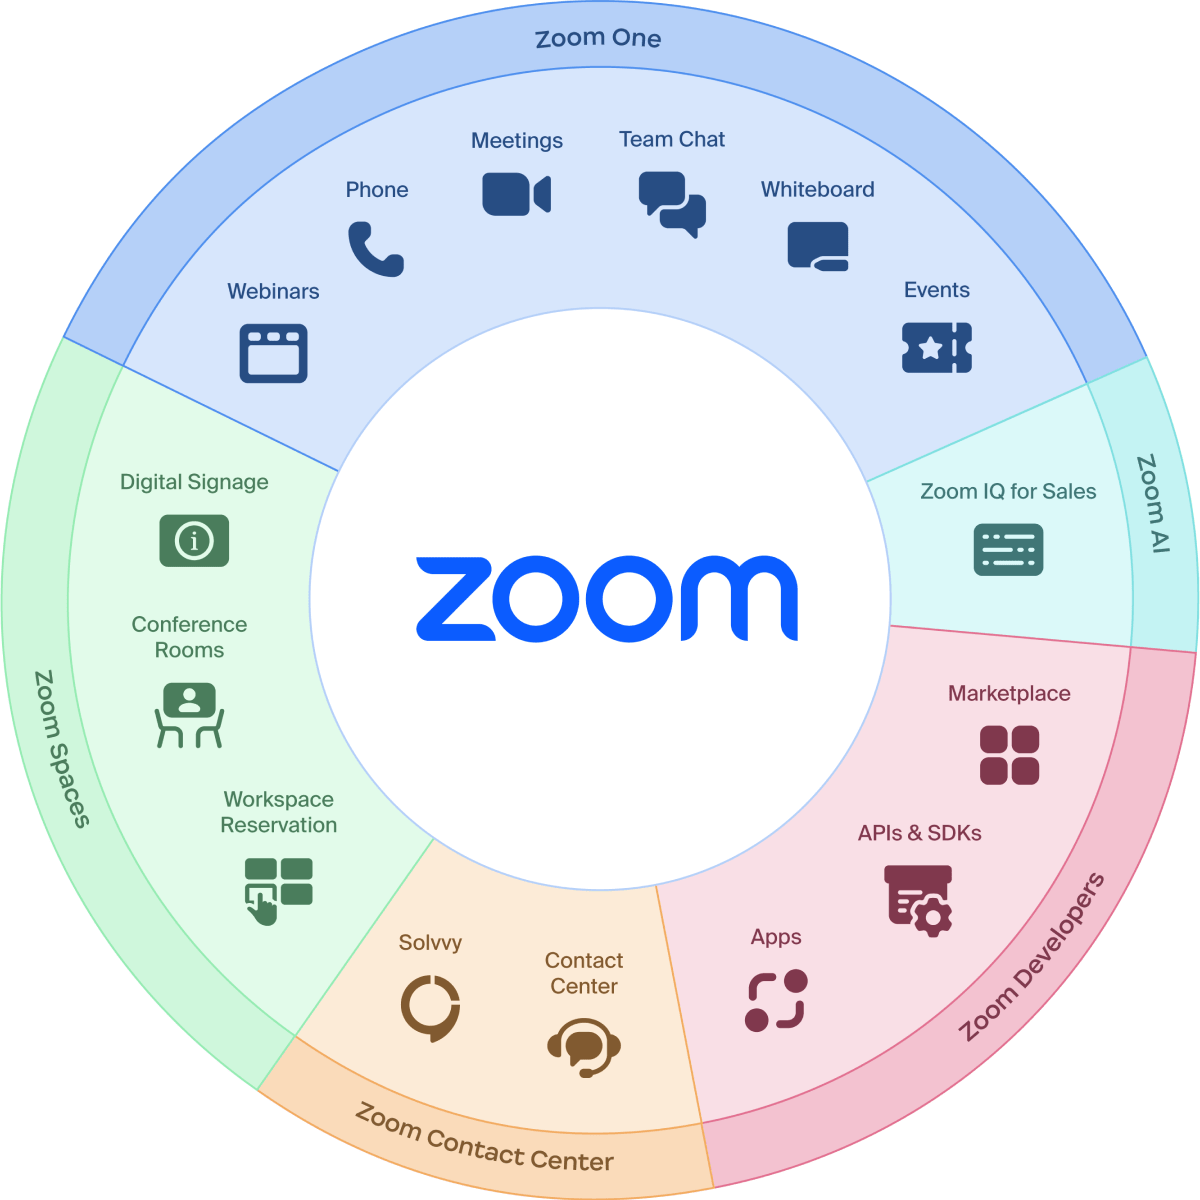 Zoom One
Webinars
Phone
Meetings
Team Chat
Whiteboard
Events
Zoom AI
Zoom IQ for Sales
Zoom Developers
Marketplace
APIs & SDKs
Apps
Zoom Contact Center
Contact
Center
Solvvy
Zoom Spaces
Workspace
Reservation
Conference
Rooms
Digital Signage
i
zoom